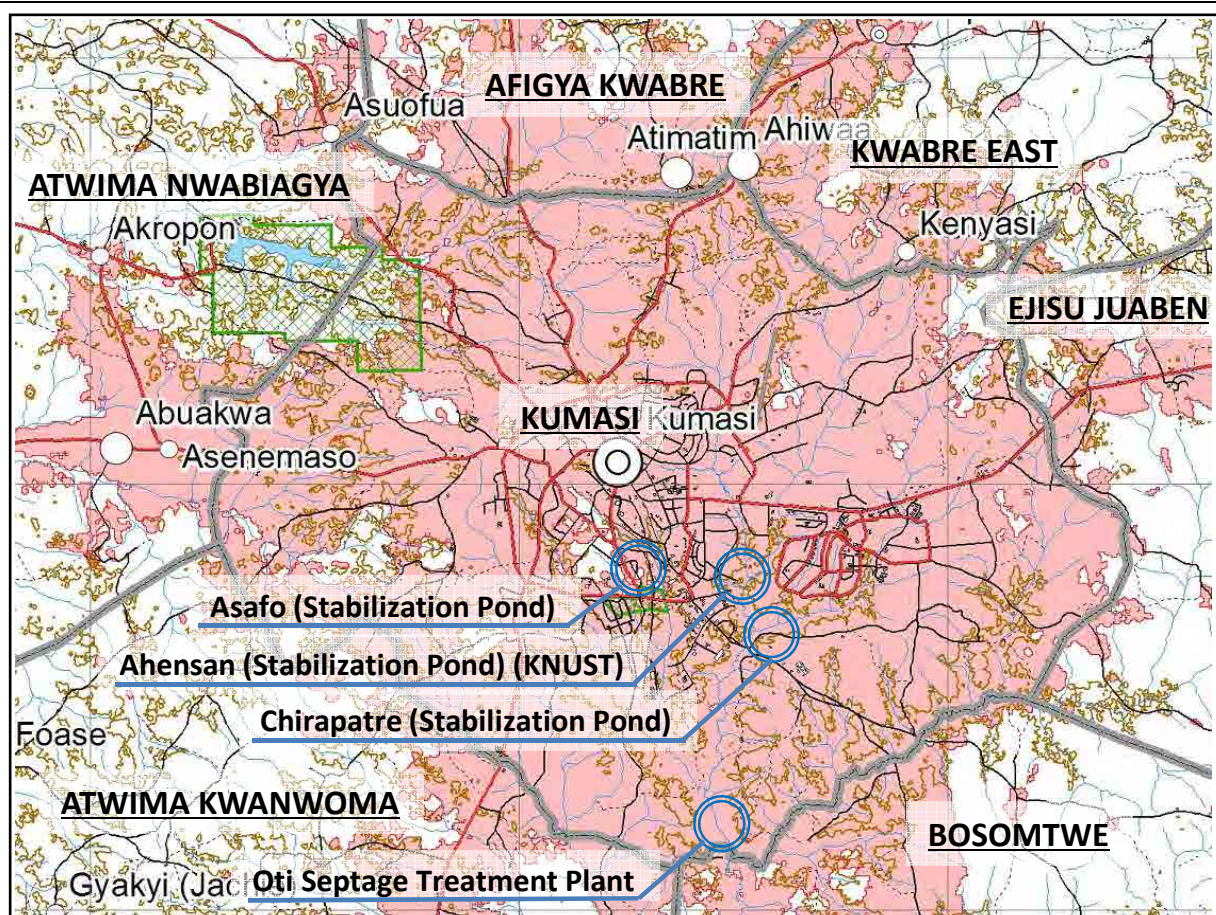 AFIGYA KWABRE
Asuofua
Atimatim
Ahiwaa
KWABRE EAST
ATWIMA NWABIAGYA
Akropon
Kenyasi
EJISU JUABEN
Abuakwa
KUMASI
Kumasi
Asenemaso
Asafo (Stabilization Pond)
Ahensan (Stabilization Pond) (KNUST)
Chirapatre (Stabilization Pond)
Foase
ATWIMA KWANWOMA
BOSOMTWE
Gyakyi
Oti Septage Treatment Plant